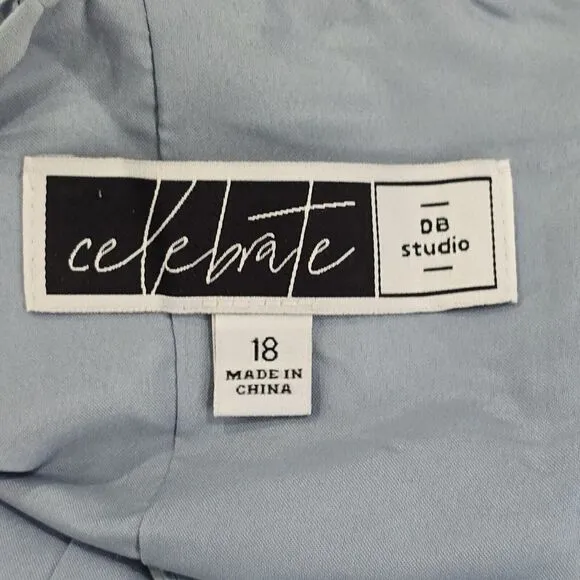 celebrate
DB
studio
18
MADE IN
CHINA